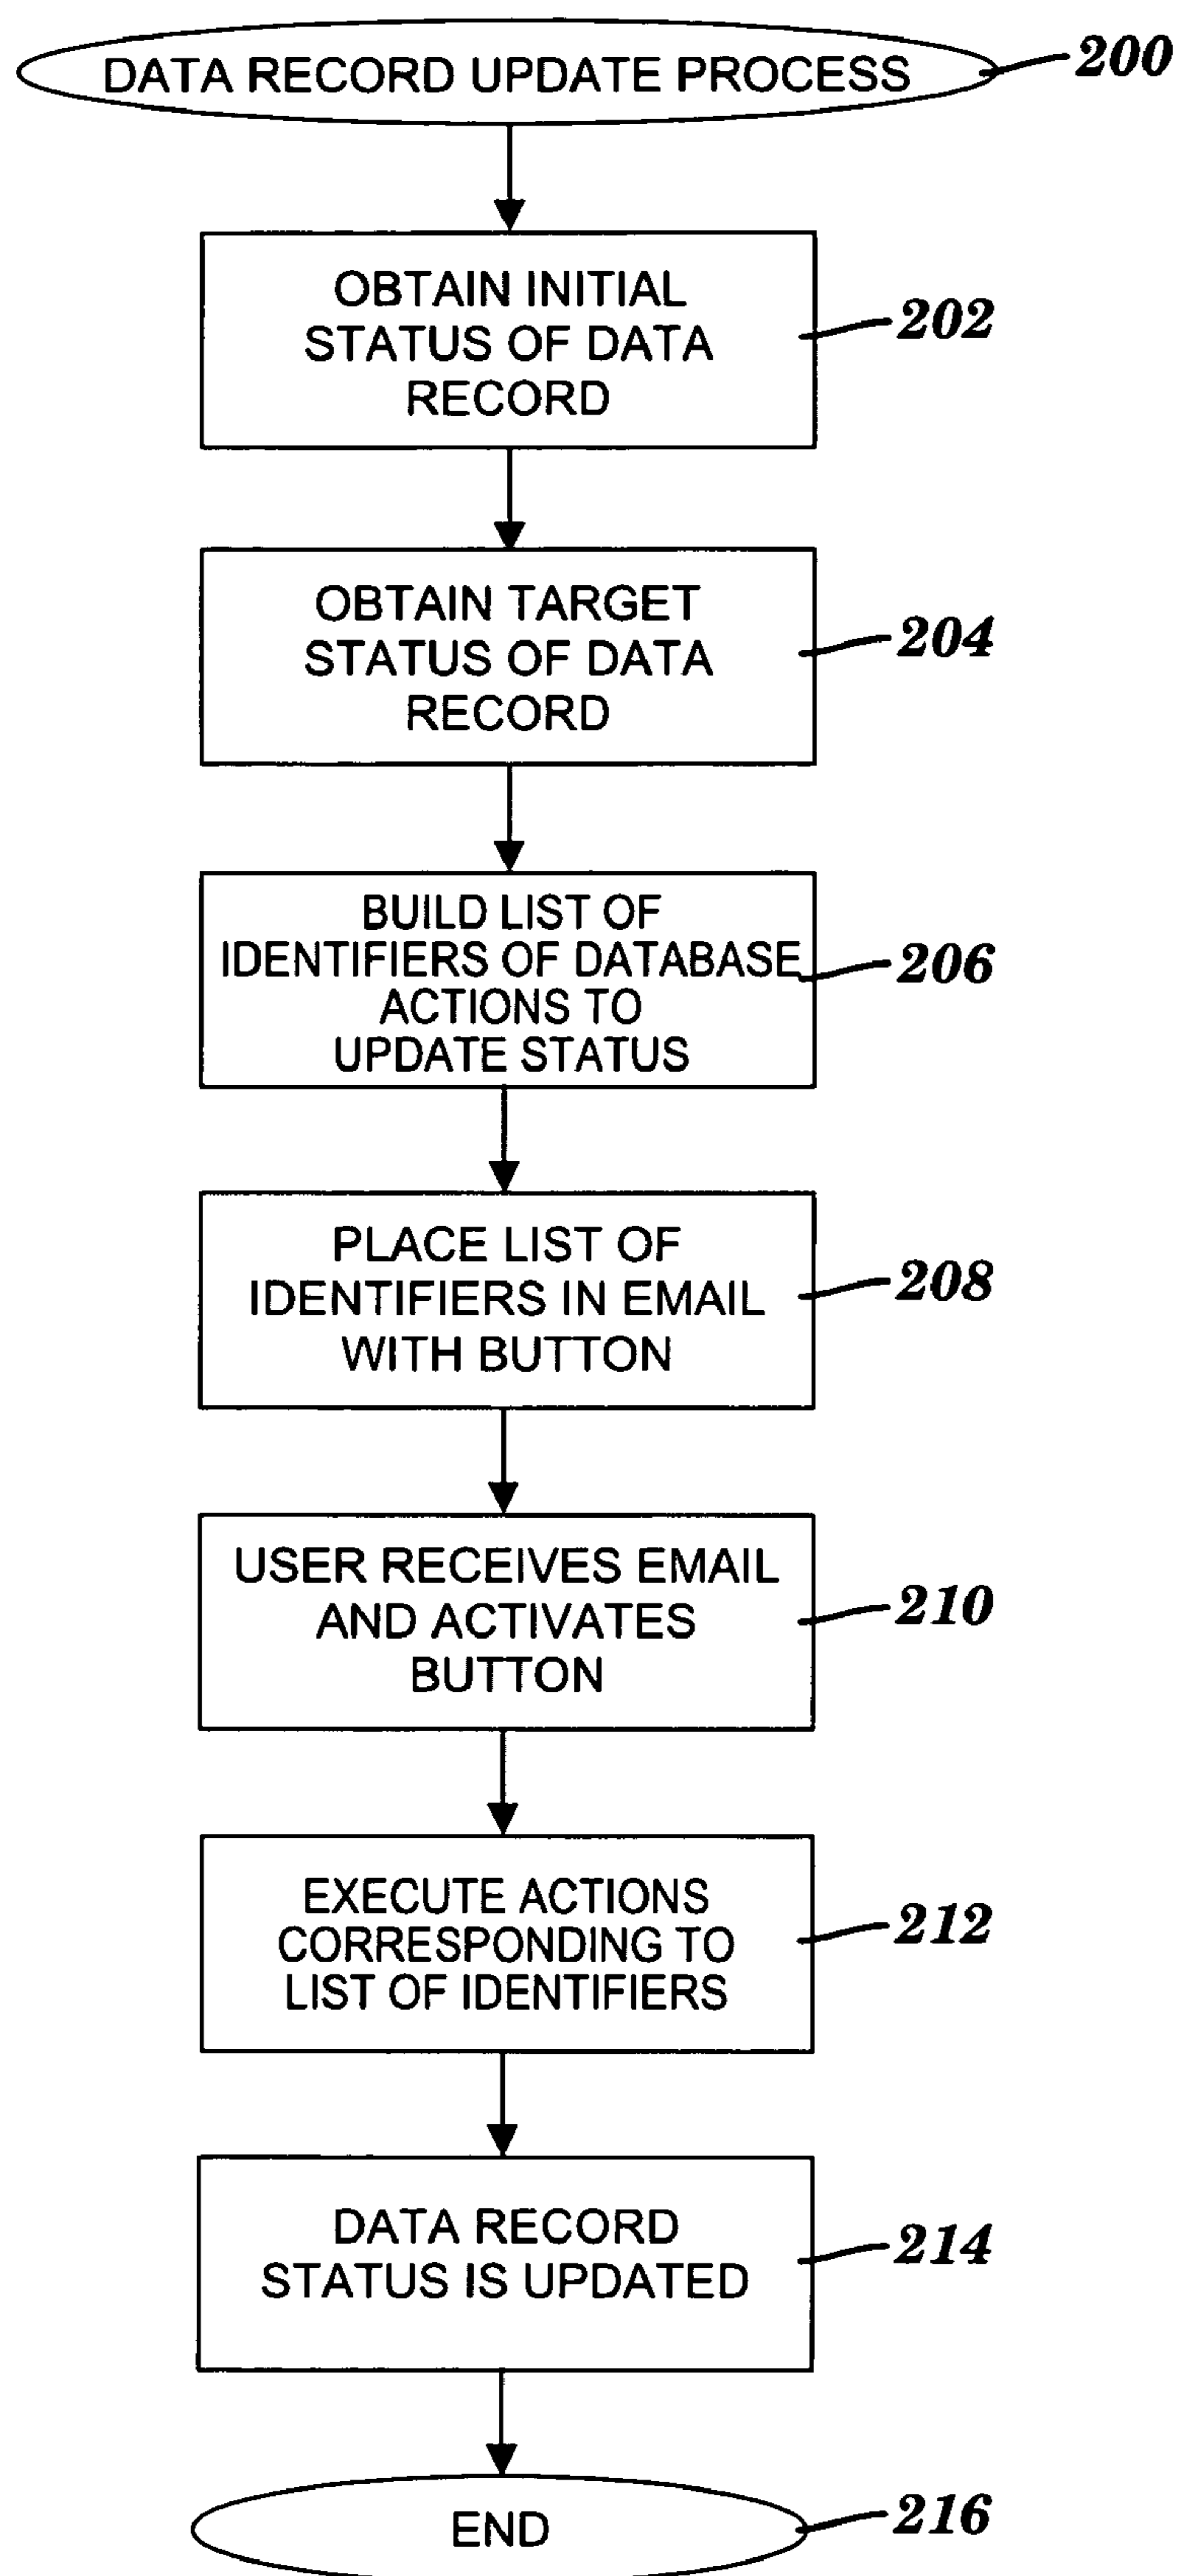 DATA RECORD UPDATE PROCESS
200
OBTAIN INITIAL
STATUS OF DATA
RECORD
202
OBTAIN TARGET
STATUS OF DATA
RECORD
204
BUILD LIST OF
IDENTIFIERS OF DATABASE
ACTIONS TO
UPDATE STATUS
206
PLACE LIST OF
IDENTIFIERS IN EMAIL
WITH BUTTON
208
USER RECEIVES EMAIL
AND ACTIVATES
BUTTON
210
EXECUTE ACTIONS
CORRESPONDING TO
LIST OF IDENTIFIERS
212
DATA RECORD
STATUS IS UPDATED
214
END
216